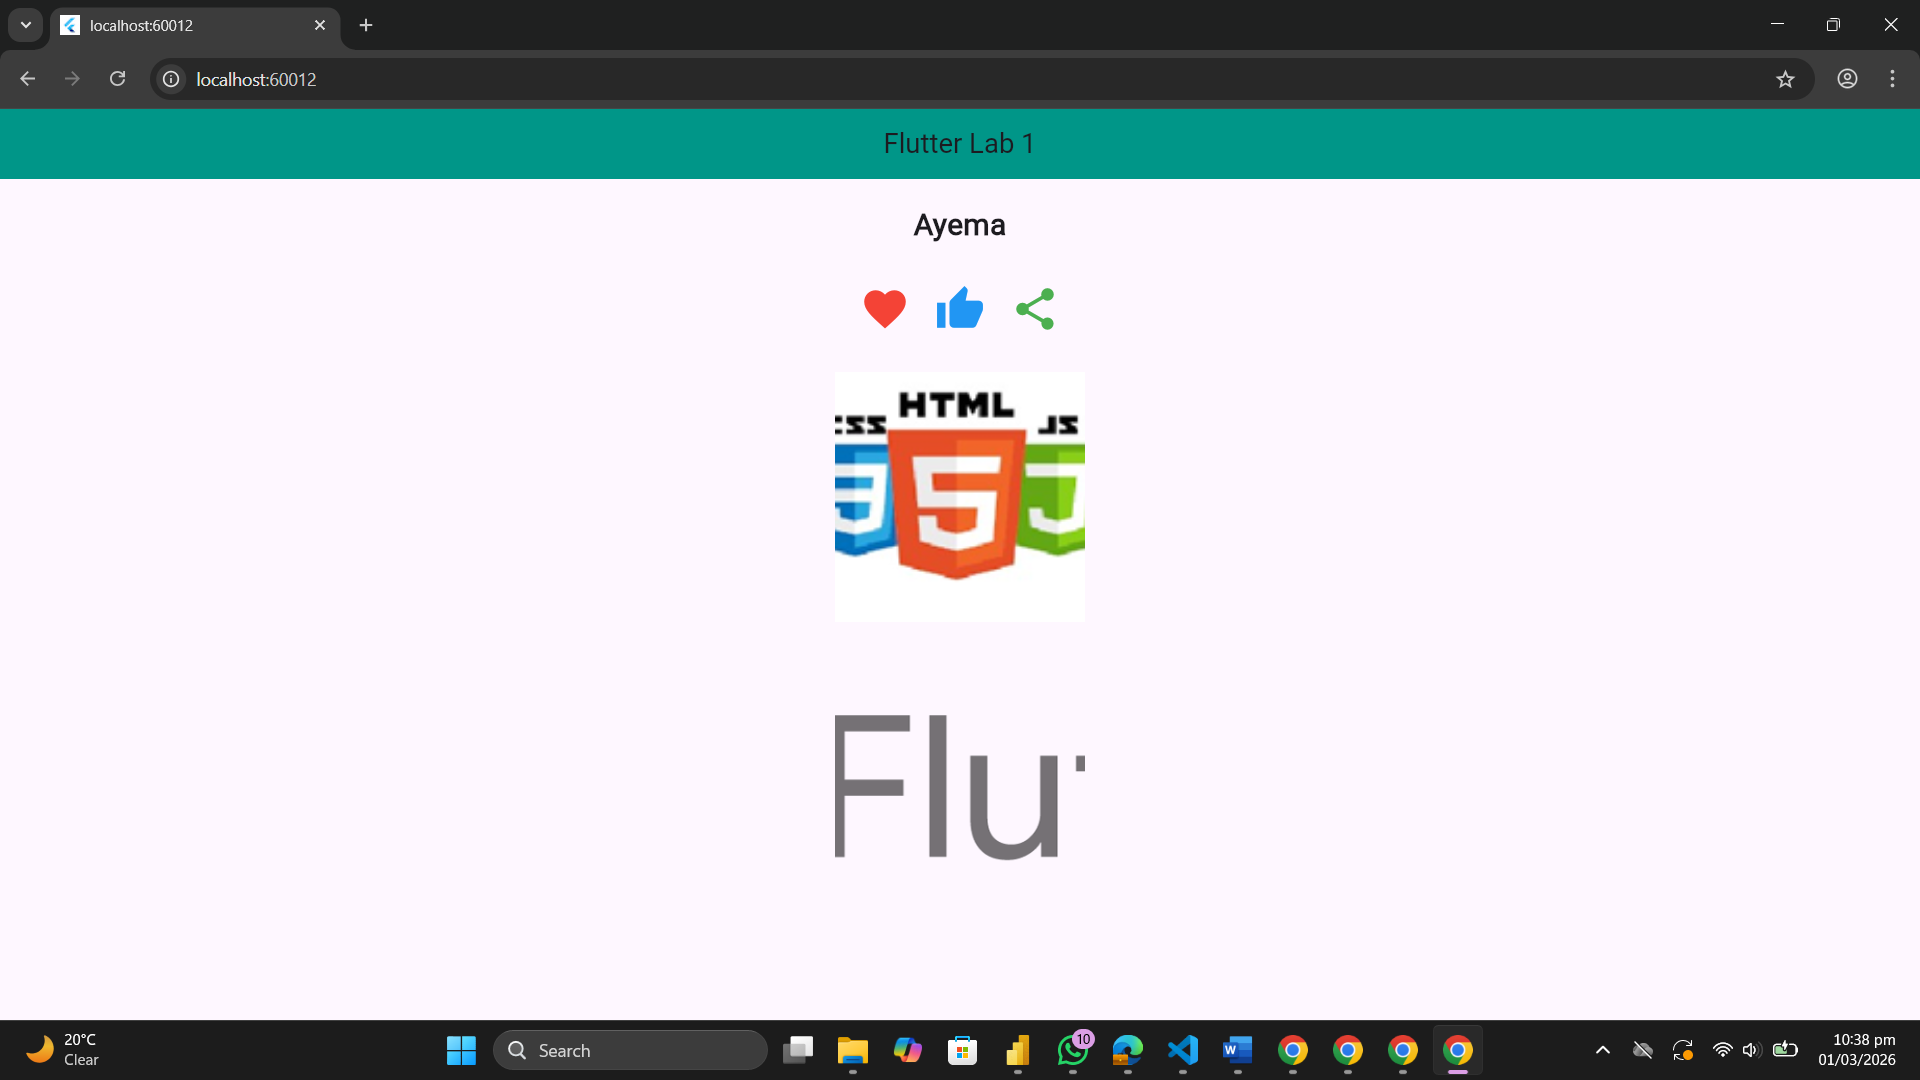 localhost:60012
localhost:60012
Flutter Lab 1
Ayema
HTML
JS
5
Flu
20°C
Clear
Search
10
W
10:38 pm
01/03/2026